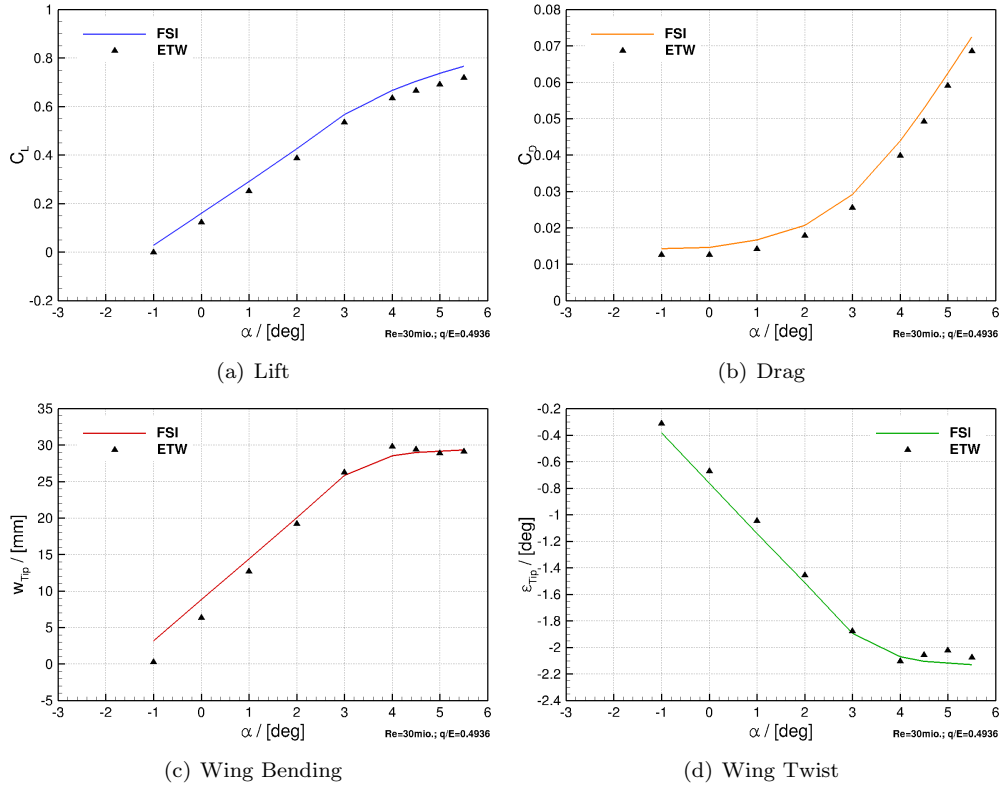 FSI
ETW
1
0.8
0.6
0.4
0.2
0
-0.2
C_L
-3 -2 -1 0 1 2 3 4 5 6
α / [deg]
Re=30mio.; q/E=0.4936
(a) Lift
FSI
ETW
0.08
0.07
0.06
0.05
0.04
0.03
0.02
0.01
0
C_D
-3 -2 -1 0 1 2 3 4 5 6
α / [deg]
Re=30mio.; q/E=0.4936
(b) Drag
FSI
ETW
35
30
25
20
15
10
5
0
-5
w_Tip / [mm]
-3 -2 -1 0 1 2 3 4 5 6
α / [deg]
Re=30mio.; q/E=0.4936
(c) Wing Bending
FSI
ETW
-0.2
-0.4
-0.6
-0.8
-1
-1.2
-1.4
-1.6
-1.8
-2
-2.2
-2.4
ε_Tip / [deg]
-3 -2 -1 0 1 2 3 4 5 6
α / [deg]
Re=30mio.; q/E=0.4936
(d) Wing Twist